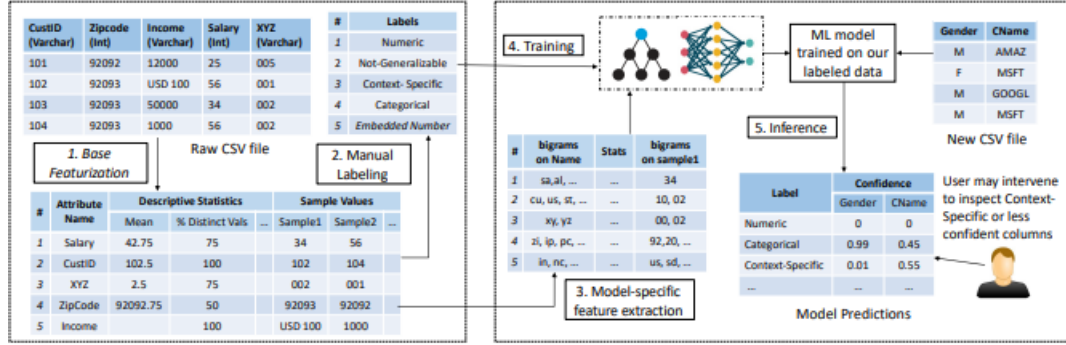 CustID Zipcode Income Salary XYZ
(Varchar) (Int) (Varchar) (Int) (Varchar)
101 92092 12000 25 005
102 92093 USD 100 56 001
103 92093 50000 34 002
104 92093 1000 56 002
Raw CSV file
# Labels
1 Numeric
2 Not-Generalizable
3 Context- Specific
4 Categorical
5 Embedded Number
1. Base
Featurization
2. Manual
Labeling
# Attribute Name Descriptive Statistics Sample Values
Mean % Distinct Vals ... Sample1 Sample2 ...
1 Salary 42.75 75 34 56
2 CustID 102.5 100 102 104
3 XYZ 2.5 75 002 001
4 ZipCode 92092.75 50 92093 92092
5 Income 100 USD 100 1000
4. Training
ML model
trained on our
labeled data
Gender CName
M AMAZ
F MSFT
M GOOGL
M MSFT
New CSV file
# bigrams on Name Stats bigrams on sample1
1 sa,al, ... ... 34
2 cu, us, st, ... ... 10, 02
3 xy, yz ... 00, 02
4 zi, ip, pc, ... ... 92,20, ...
5 in, nc, ... ... us, sd, ...
3. Model-specific
feature extraction
5. Inference
Label Confidence
Gender CName
Numeric 0 0
Categorical 0.99 0.45
Context-Specific 0.01 0.55
... ... ...
Model Predictions
User may intervene
to inspect Context-
Specific or less
confident columns